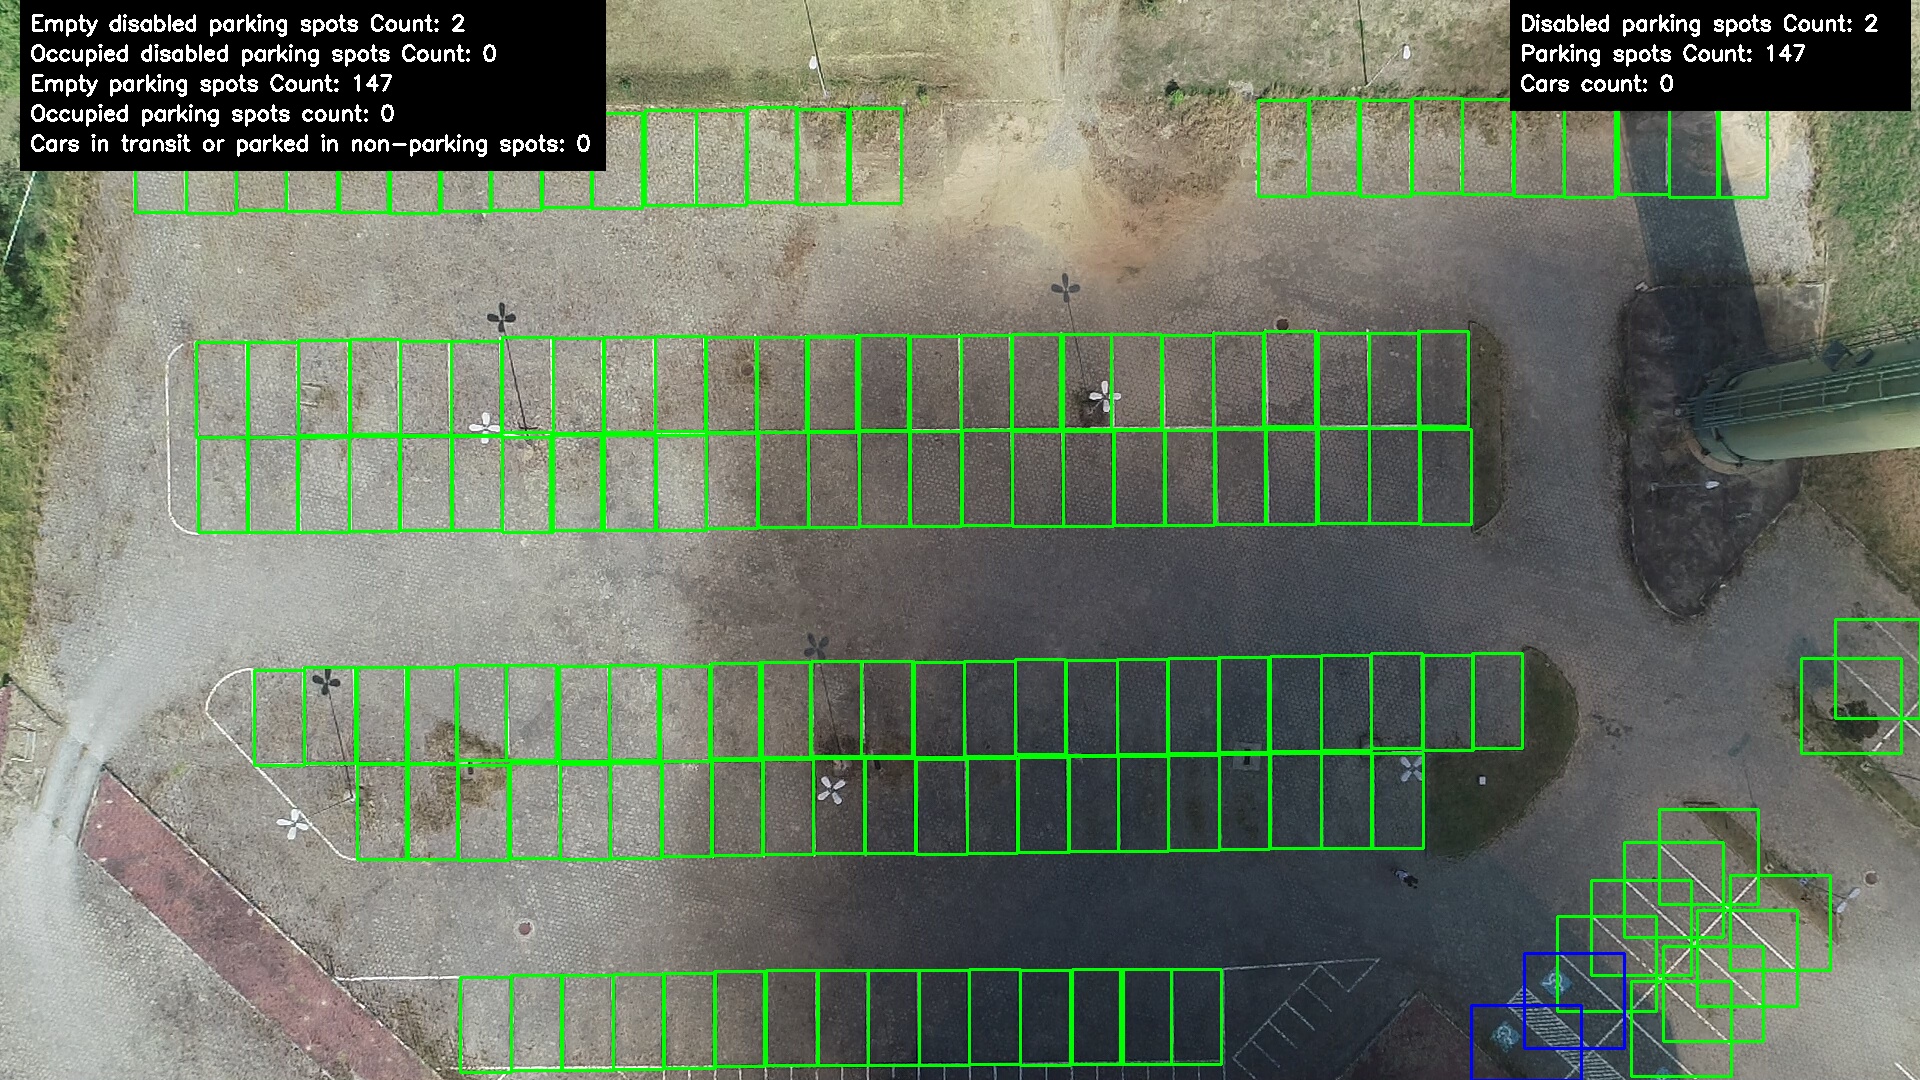 Empty disabled parking spots Count: 2
Occupied disabled parking spots Count: 0
Empty parking spots Count: 147
Occupied parking spots count: 0
Cars in transit or parked in non-parking spots: 0
Disabled parking spots Count: 2
Parking spots Count: 147
Cars count: 0